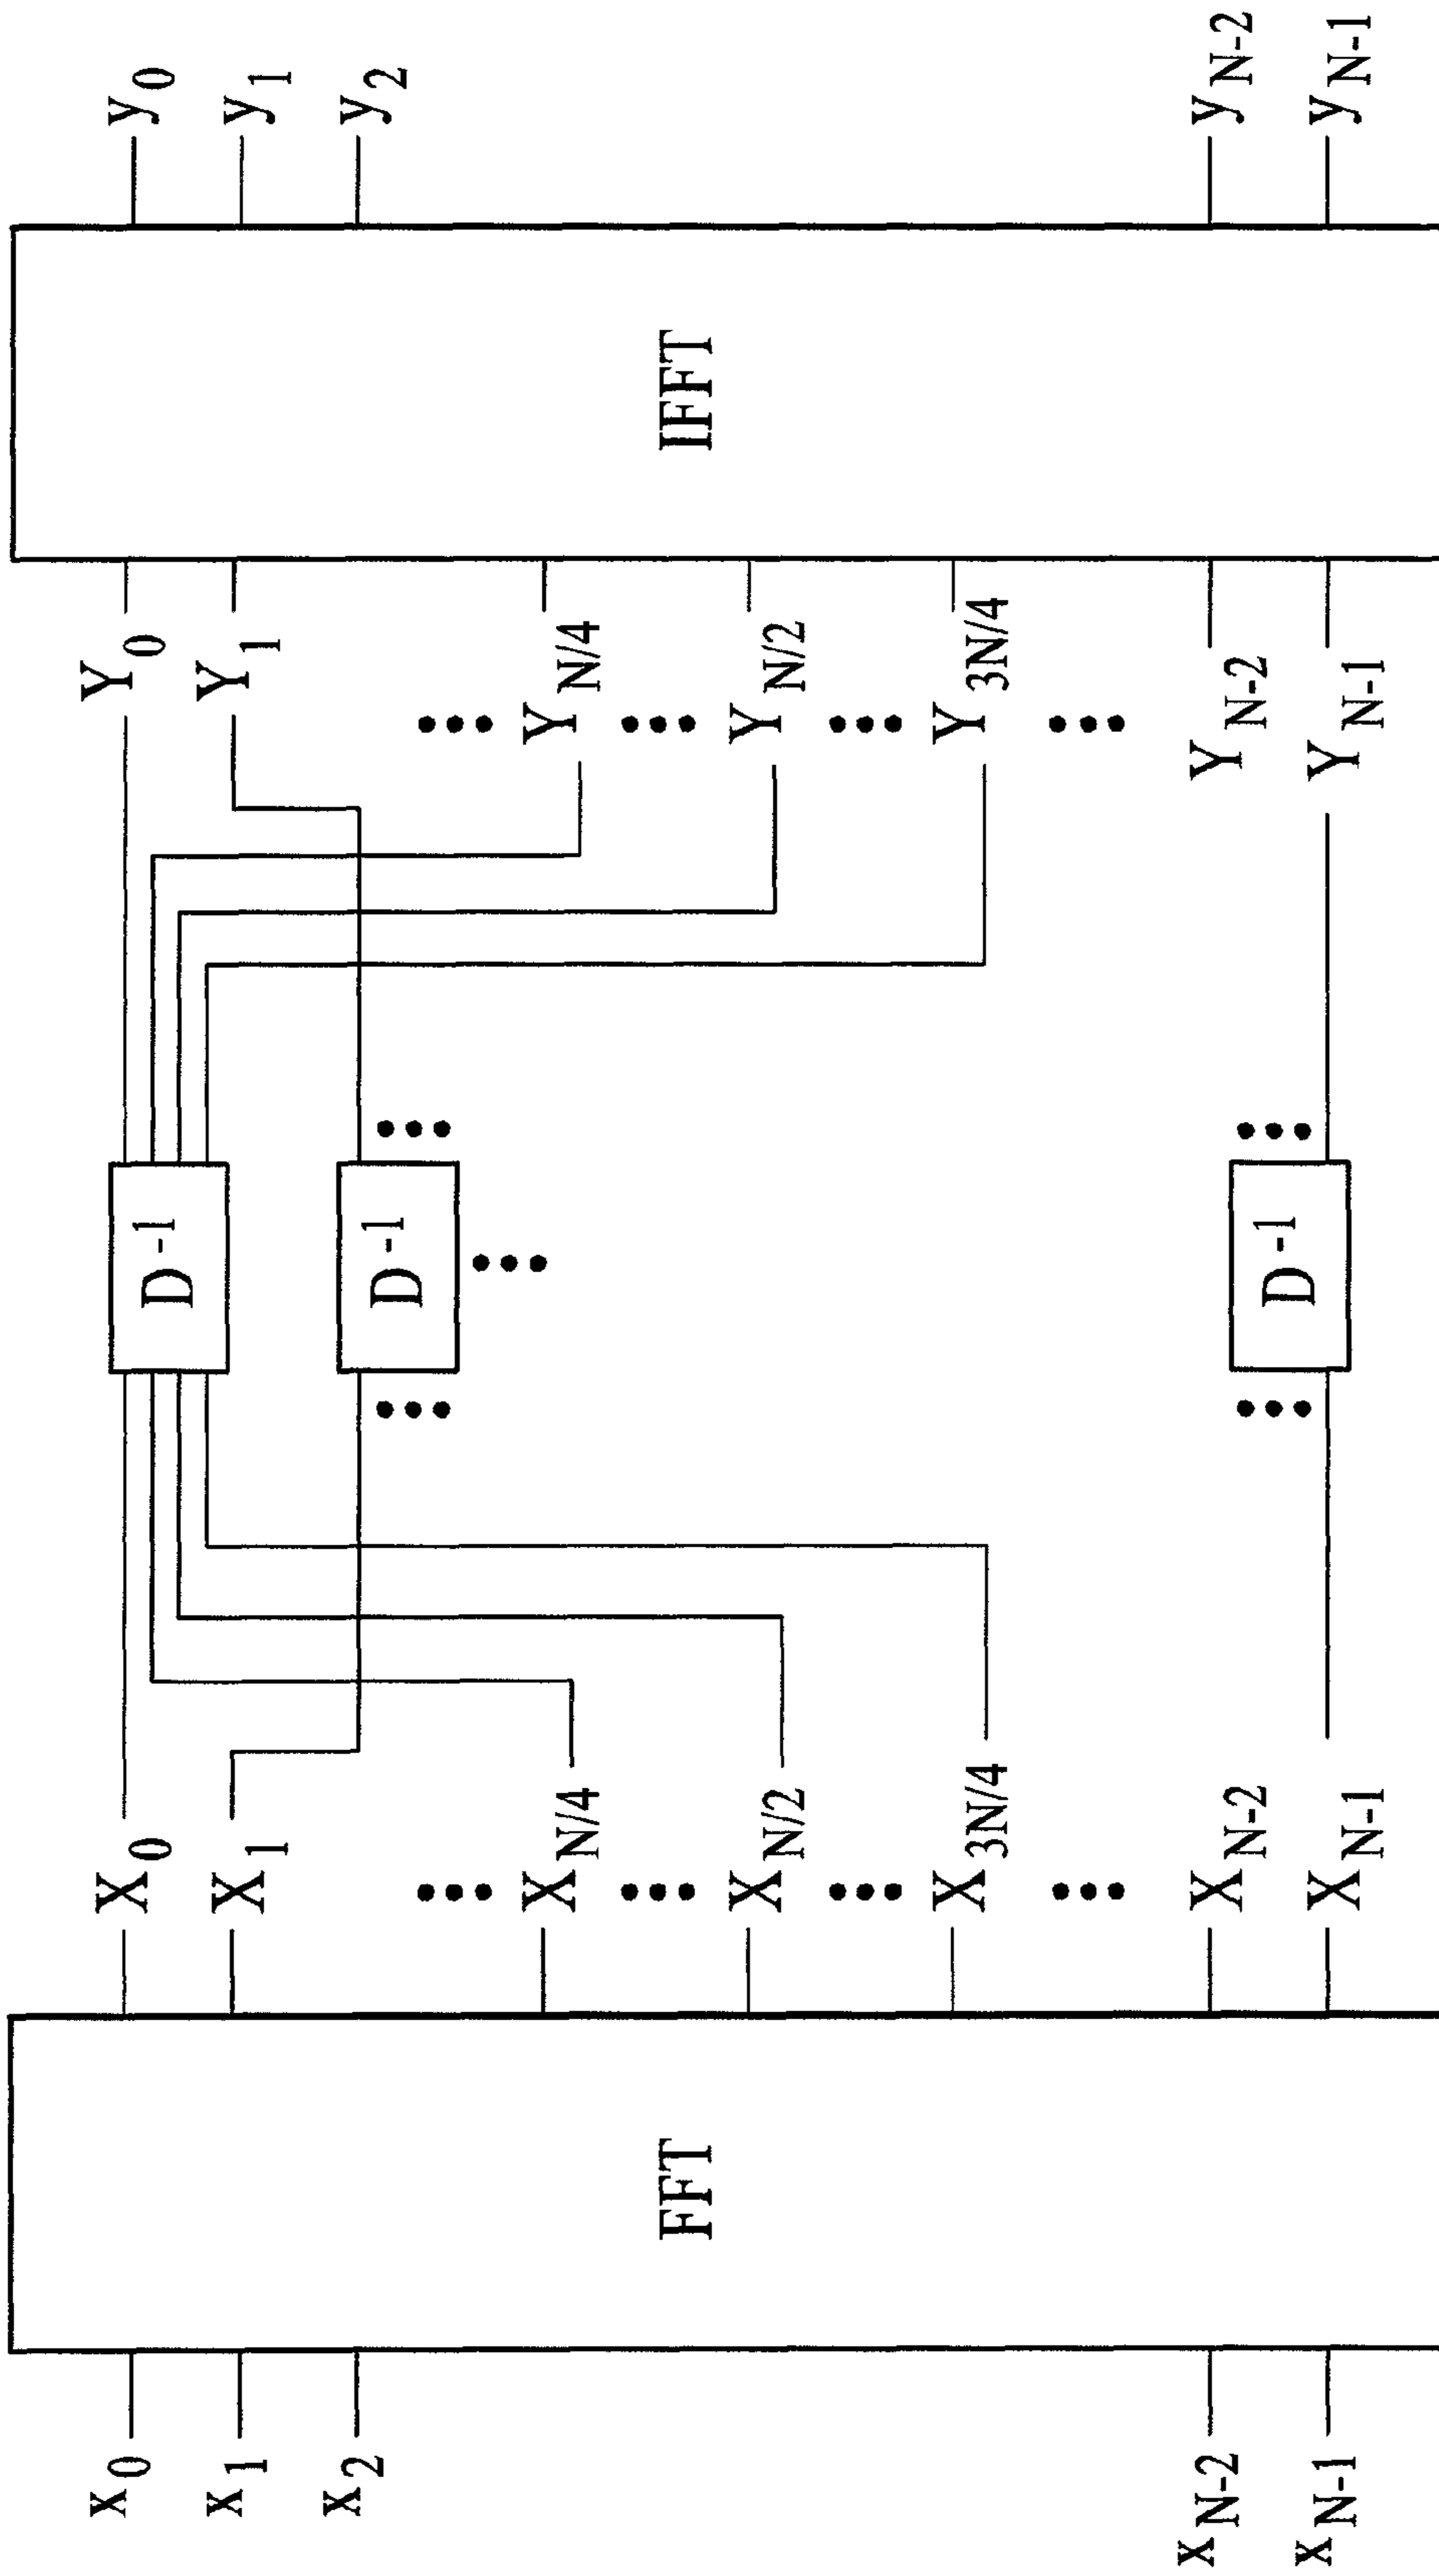 x0
x1
x2
xN-2
xN-1
FFT
X0
X1
••• XN/4
••• XN/2
••• X3N/4
•••
XN-2
XN-1
D-1
••• D-1 •••
•••
••• D-1 •••
Y0
Y1
••• YN/4
••• YN/2
••• Y3N/4
•••
YN-2
YN-1
IFFT
y0
y1
y2
yN-2
yN-1